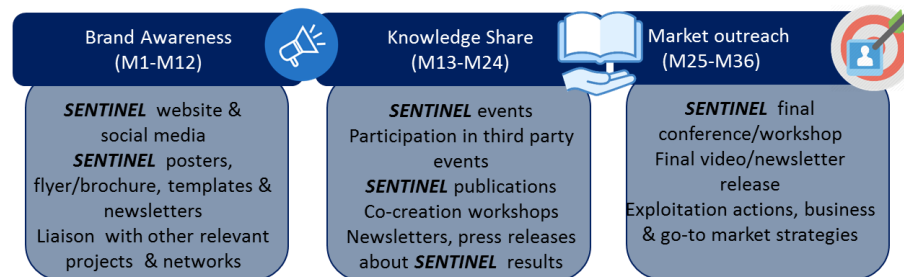 Brand Awareness
(M1-M12)
SENTINEL website &
social media
SENTINEL posters,
flyer/brochure, templates &
newsletters
Liaison with other relevant
projects & networks
Knowledge Share
(M13-M24)
SENTINEL events
Participation in third party
events
SENTINEL publications
Co-creation workshops
Newsletters, press releases
about SENTINEL results
Market outreach
(M25-M36)
SENTINEL final
conference/workshop
Final video/newsletter
release
Exploitation actions, business
& go-to market strategies